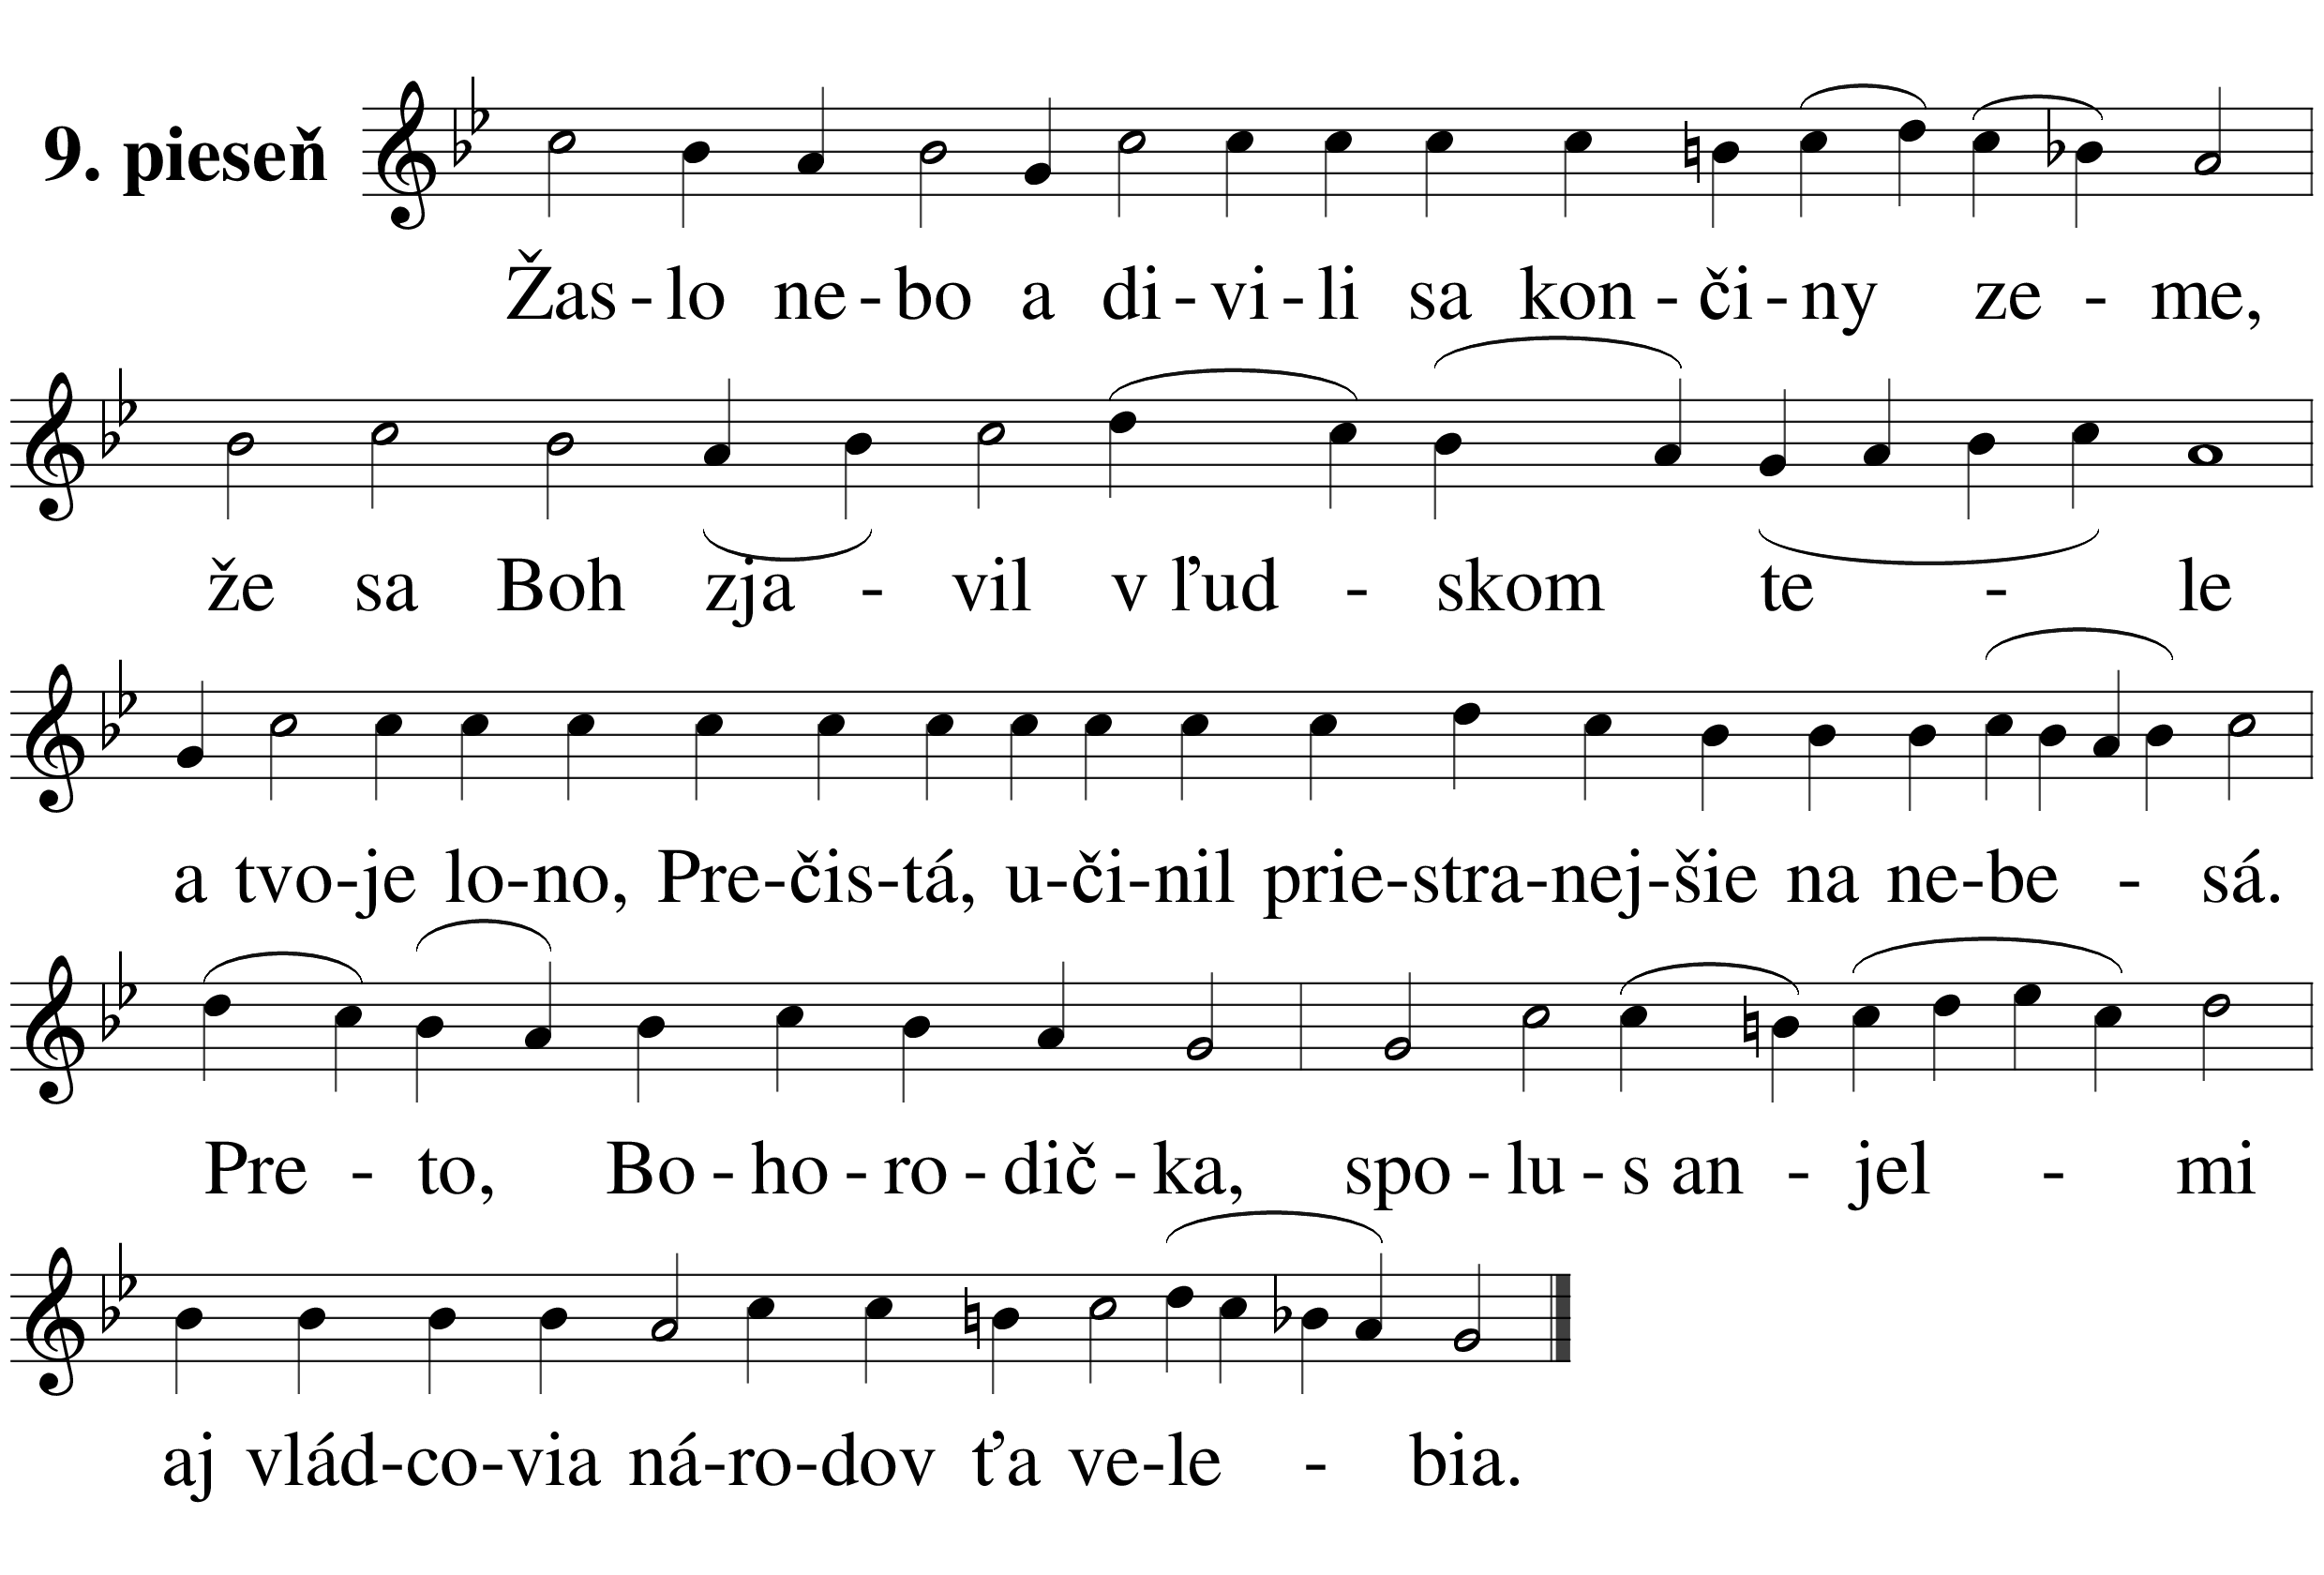 9. pieseň
Žas - lo ne - bo a di - vi - li sa kon - či - ny ze - me,
že sa Boh zja - vil v ľud - skom te - le
a tvo-je lo-no, Pre-čis-tá, u-či-nil prie-stra-nej-šie na ne-be - sá.
Pre - to, Bo - ho - ro - dič - ka, spo - lu - s an - jel - mi
aj vlád-co-via ná-ro-dov ťa ve-le - bia.